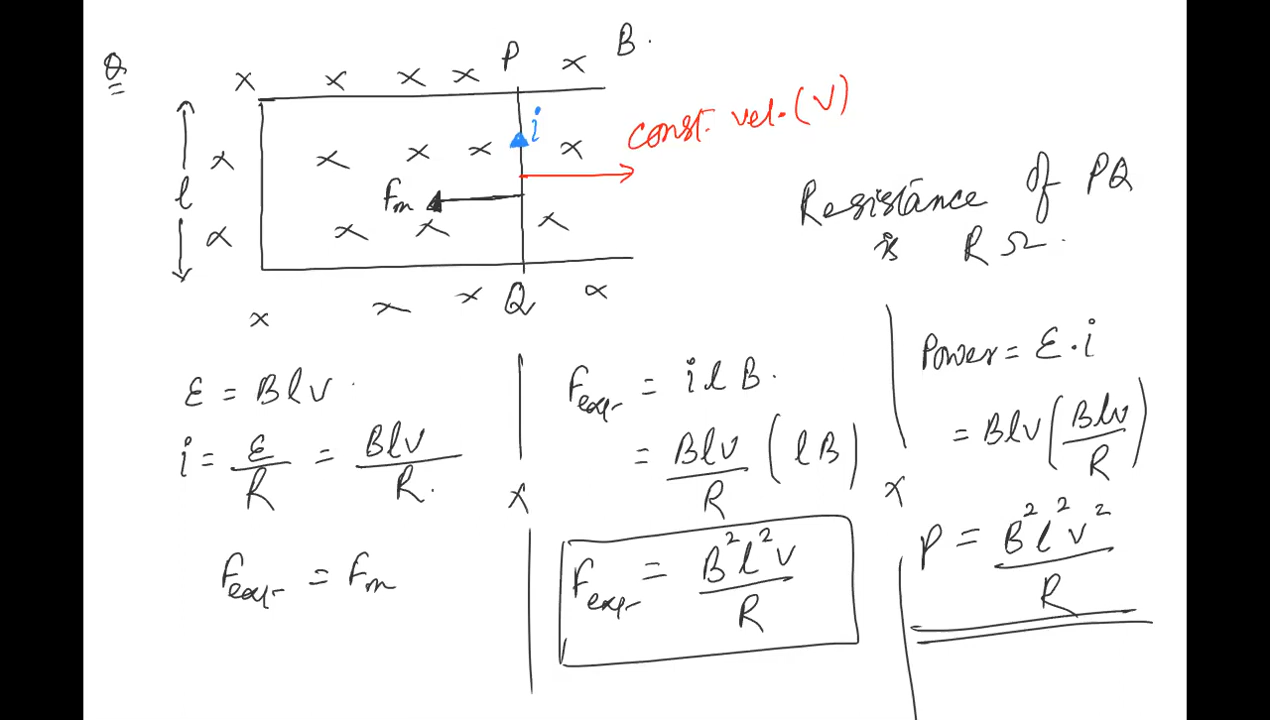 Q
P
B.
i
const. vel. (v)
l
Fm
Resistance of PQ
is R Ω.
Q
ε = Blv.
i = ε/R = Blv/R.
Fext = Fm
Fext = i l B.
= Blv/R (lB)
Fext = B²l²v/R
Power = ε·i
= Blv(Blv/R)
P = B²l²v²/R